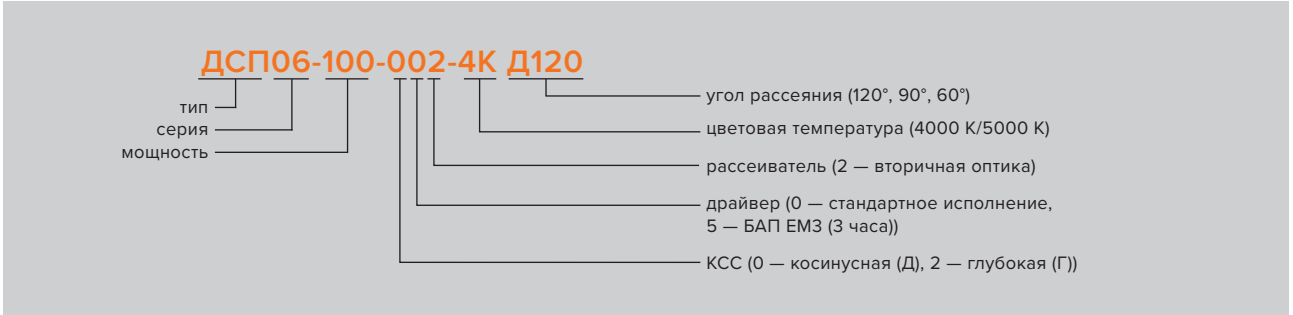 ДСП06-100-002-4К Д120
тип
серия
мощность
угол рассеяния (120°, 90°, 60°)
цветовая температура (4000 К/5000 К)
рассеиватель (2 — вторичная оптика)
драйвер (0 — стандартное исполнение,
5 — БАП ЕМ3 (3 часа))
КСС (0 — косинусная (Д), 2 — глубокая (Г))